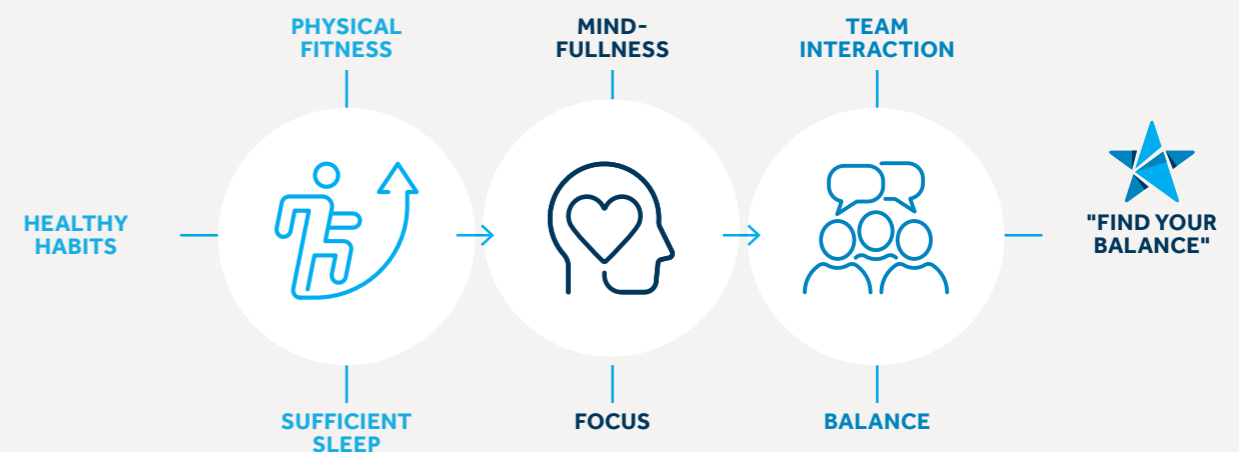 PHYSICAL
FITNESS
MIND-
FULLNESS
TEAM
INTERACTION
HEALTHY
HABITS
"FIND YOUR
BALANCE"
SUFFICIENT
SLEEP
FOCUS
BALANCE